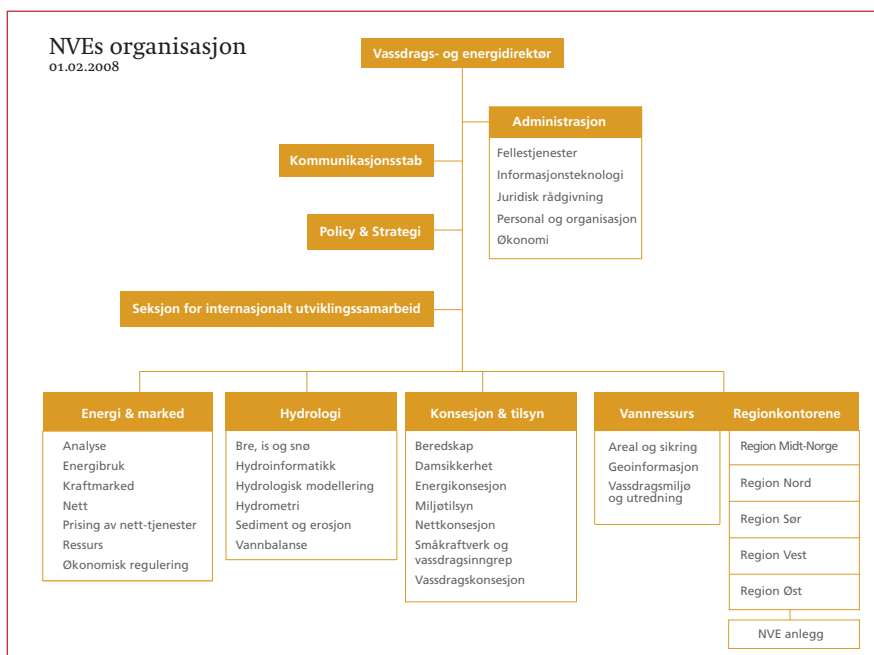 NVEs organisasjon
01.02.2008
Vassdrags- og energidirektør
Administrasjon
Fellestjenester
Informasjonsteknologi
Juridisk rådgivning
Personal og organisasjon
Økonomi
Kommunikasjonsstab
Policy & Strategi
Seksjon for internasjonalt utviklingssamarbeid
Energi & marked
Analyse
Energibruk
Kraftmarked
Nett
Prising av nett-tjenester
Ressurs
Økonomisk regulering
Hydrologi
Bre, is og snø
Hydroinformatikk
Hydrologisk modellering
Hydrometri
Sediment og erosjon
Vannbalanse
Konsesjon & tilsyn
Beredskap
Damsikkerhet
Energikonsesjon
Miljøtilsyn
Nettkonsesjon
Småkraftverk og
vassdragsinngrep
Vassdragskonsesjon
Vannressurs
Areal og sikring
Geoinformasjon
Vassdragsmiljø
og utredning
Regionkontorene
Region Midt-Norge
Region Nord
Region Sør
Region Vest
Region Øst
NVE anlegg